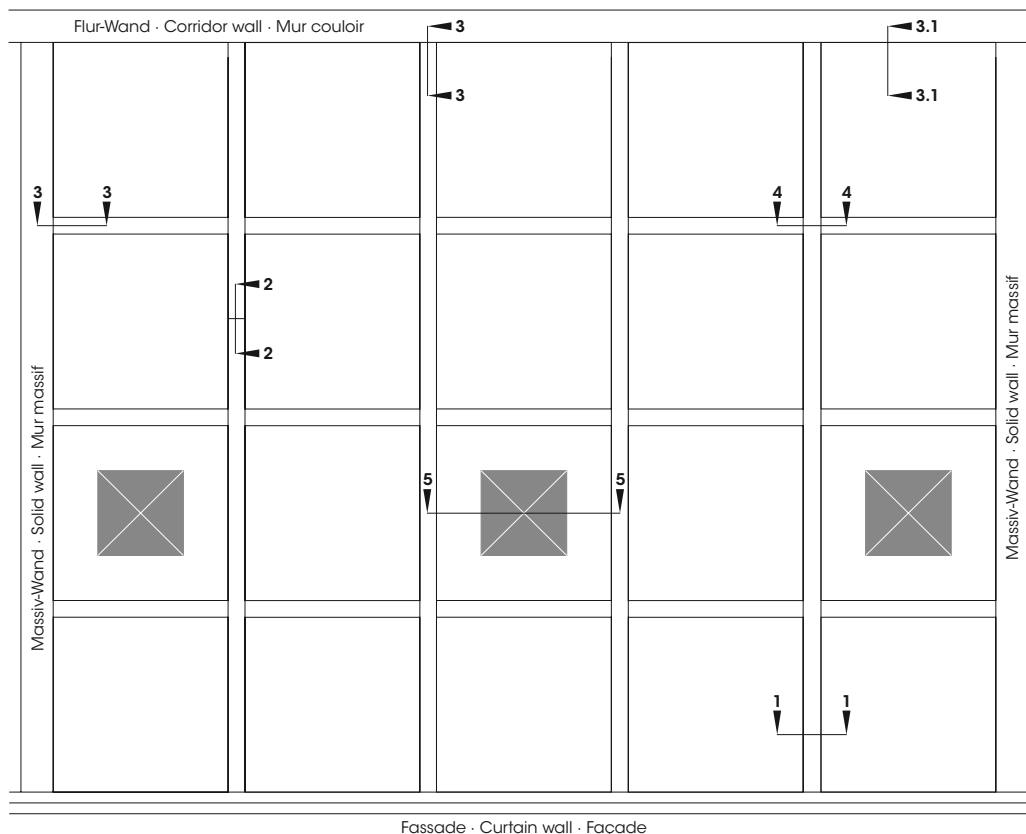 Flur-Wand · Corridor wall · Mur couloir
3
3.1
3
3.1
3 3
4 4
2
2
Massiv-Wand · Solid wall · Mur massif
Massiv-Wand · Solid wall · Mur massif
5 5
1 1
Fassade · Curtain wall · Façade